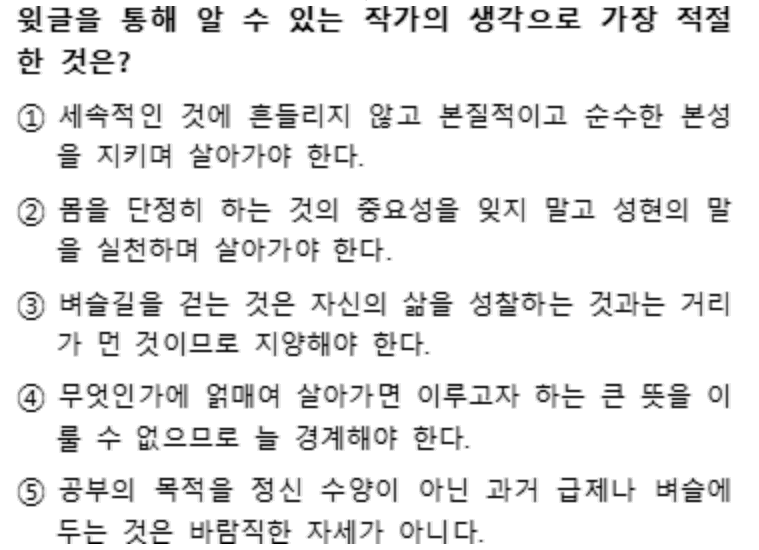 윗글을 통해 알 수 있는 작가의 생각으로 가장 적절
한 것은?
① 세속적인 것에 흔들리지 않고 본질적이고 순수한 본성
을 지키며 살아가야 한다.
② 몸을 단정히 하는 것의 중요성을 잊지 말고 성현의 말
을 실천하며 살아가야 한다.
③ 벼슬길을 걷는 것은 자신의 삶을 성찰하는 것과는 거리
가 먼 것이므로 지양해야 한다.
④ 무엇인가에 얽매여 살아가면 이루고자 하는 큰 뜻을 이
룰 수 없으므로 늘 경계해야 한다.
⑤ 공부의 목적을 정신 수양이 아닌 과거 급제나 벼슬에
두는 것은 바람직한 자세가 아니다.